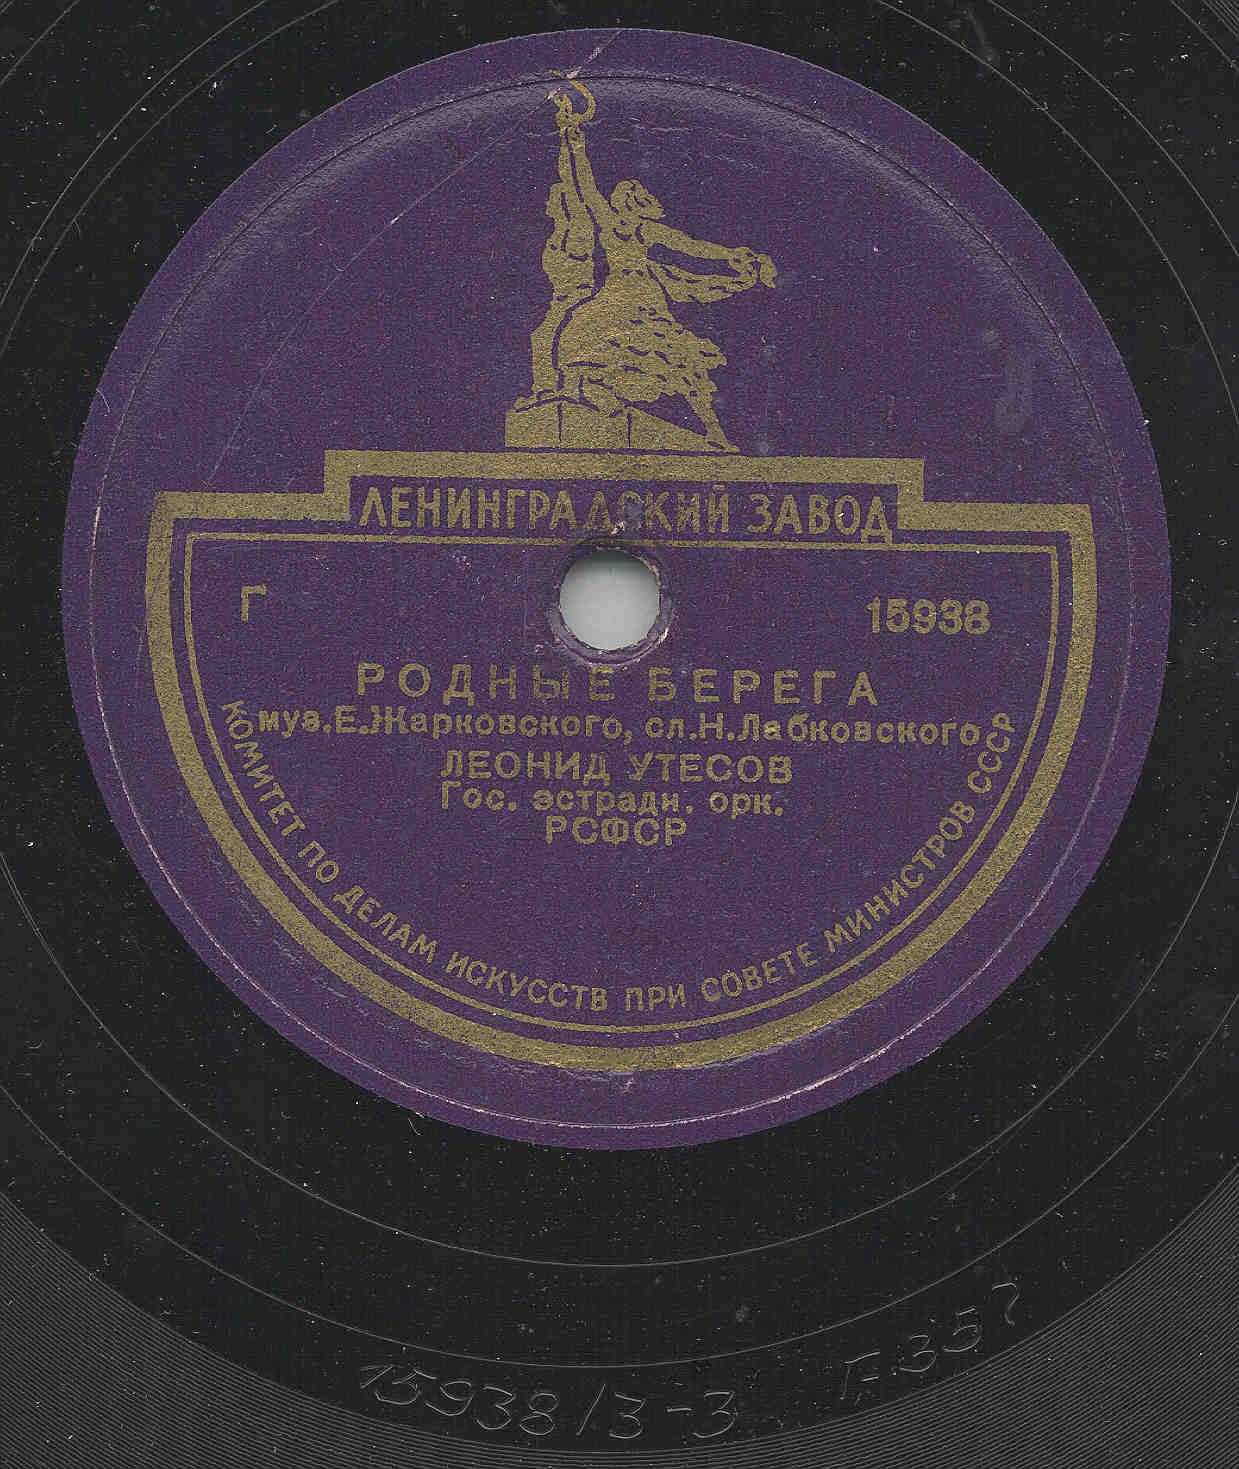 ЛЕНИНГРАДСКИЙ ЗАВОД
Г 15938
РОДНЫЕ БЕРЕГА
муз.Е.Жарковского, сл.Н.Лабковского
ЛЕОНИД УТЕСОВ
Гос. эстрадн. орк.
РСФСР
КОМИТЕТ ПО ДЕЛАМ ИСКУССТВ ПРИ СОВЕТЕ МИНИСТРОВ СССР
15938/3-3